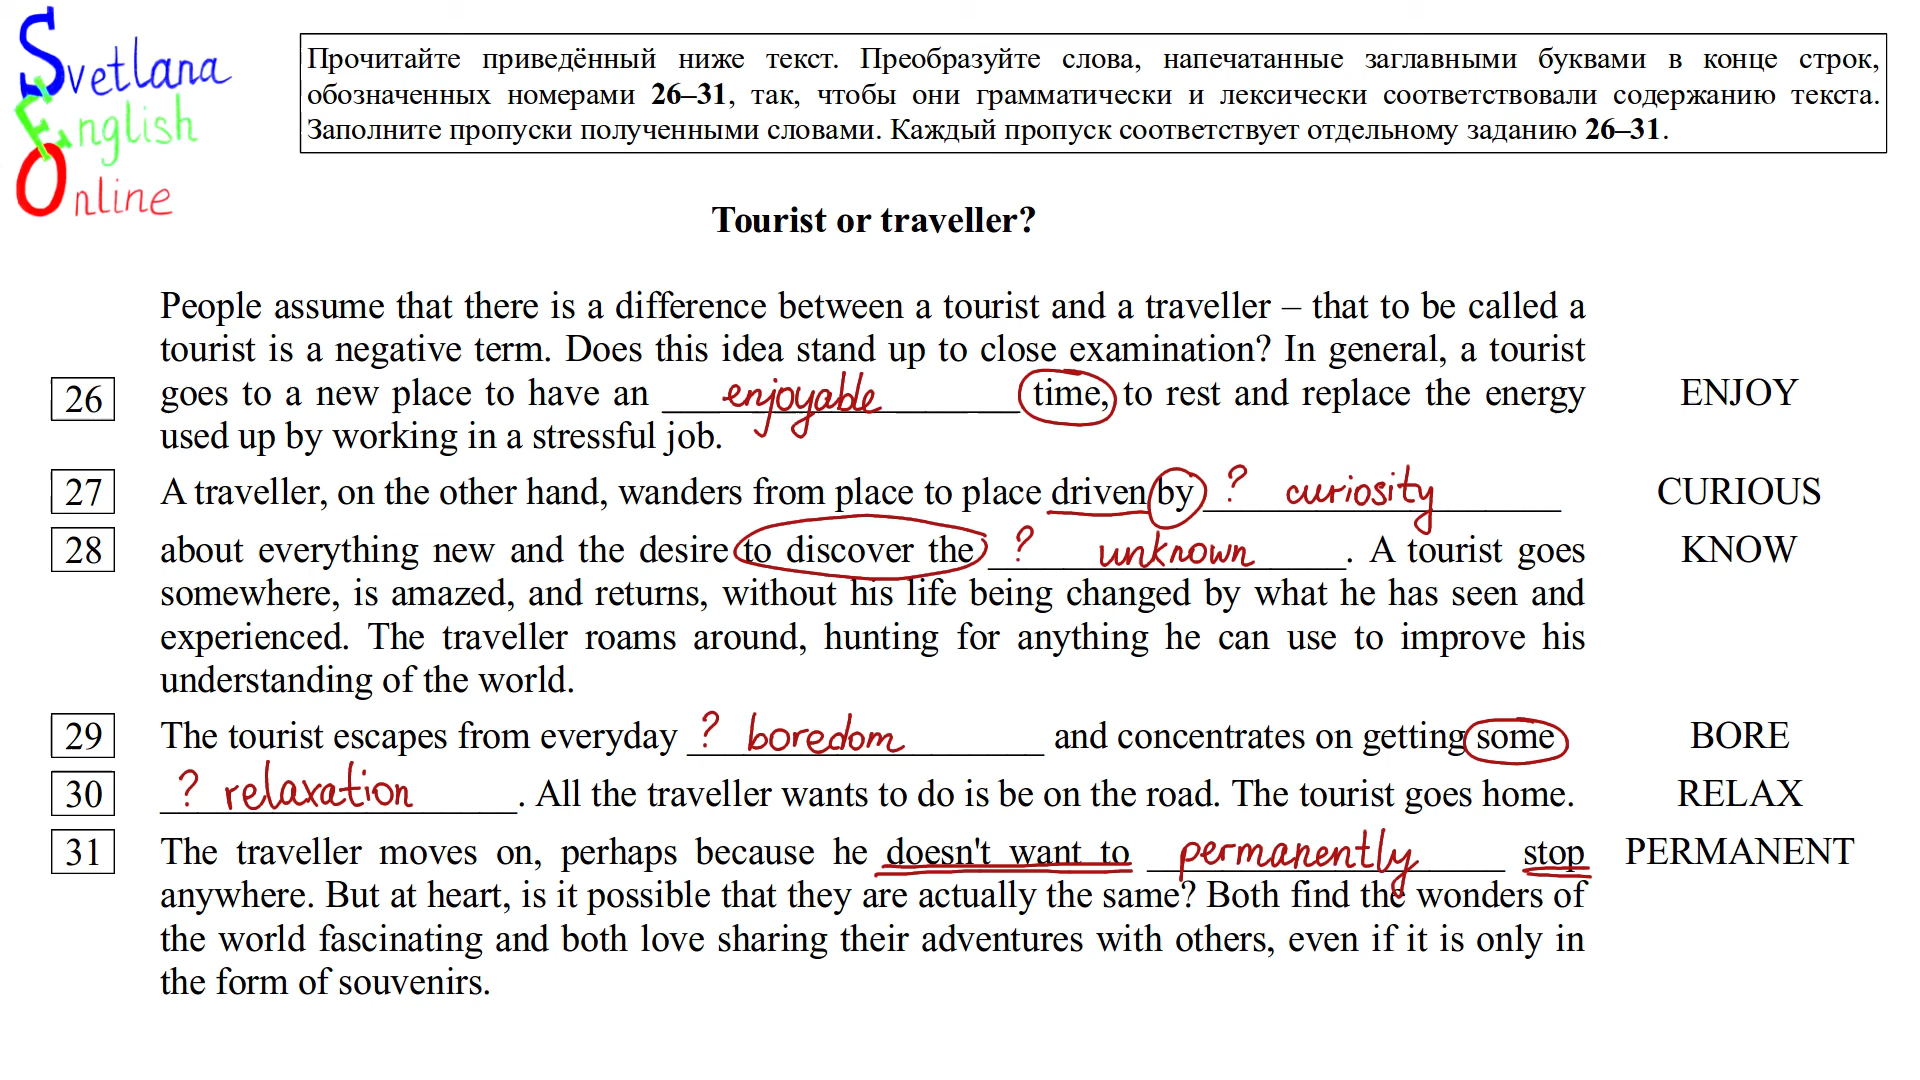 Svetlana
English
Online
Прочитайте приведённый ниже текст. Преобразуйте слова, напечатанные заглавными буквами в конце строк,
обозначенных номерами 26–31, так, чтобы они грамматически и лексически соответствовали содержанию текста.
Заполните пропуски полученными словами. Каждый пропуск соответствует отдельному заданию 26–31.
Tourist or traveller?
People assume that there is a difference between a tourist and a traveller – that to be called a
tourist is a negative term. Does this idea stand up to close examination? In general, a tourist
26 goes to a new place to have an enjoyable time, to rest and replace the energy ENJOY
used up by working in a stressful job.
27 A traveller, on the other hand, wanders from place to place driven by ? curiosity CURIOUS
28 about everything new and the desire to discover the ? unknown. A tourist goes KNOW
somewhere, is amazed, and returns, without his life being changed by what he has seen and
experienced. The traveller roams around, hunting for anything he can use to improve his
understanding of the world.
29 The tourist escapes from everyday ? boredom and concentrates on getting some BORE
30 ? relaxation. All the traveller wants to do is be on the road. The tourist goes home. RELAX
31 The traveller moves on, perhaps because he doesn't want to permanently stop PERMANENT
anywhere. But at heart, is it possible that they are actually the same? Both find the wonders of
the world fascinating and both love sharing their adventures with others, even if it is only in
the form of souvenirs.